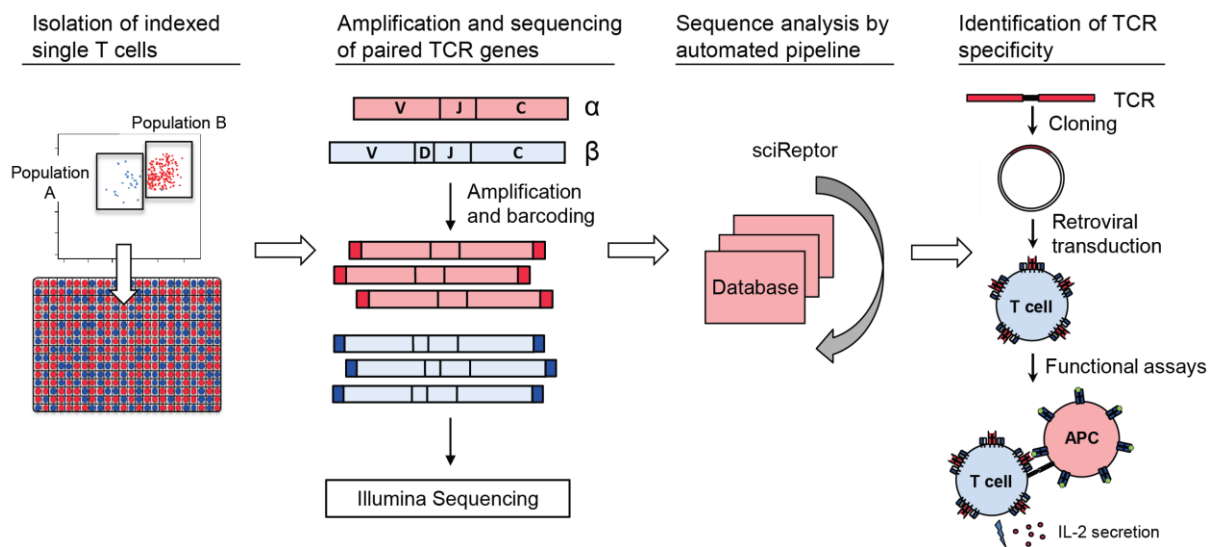 Isolation of indexed
single T cells
Population B
Population
A
Amplification and sequencing
of paired TCR genes
V J C α
V D J C β
Amplification
and barcoding
Illumina Sequencing
Sequence analysis by
automated pipeline
sciReptor
Database
Identification of TCR
specificity
TCR
Cloning
Retroviral
transduction
T cell
Functional assays
APC
T cell
IL-2 secretion